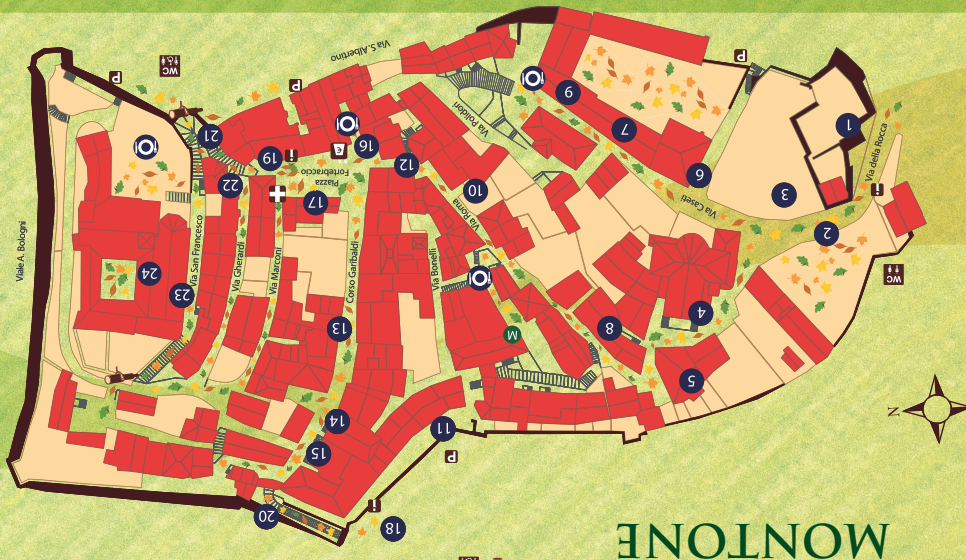 MONTONE
18
20
P
15
11
14
5
N
M
8
13
4
WC
23
24
2
Viale A. Bologni
Via San Francesco
Via Gherardi
Via Marconi
Corso Garibaldi
Via Bonelli
Via Roma
Via Caseti
Via della Rocca
17
22
10
3
Piazza
Fortebraccio
6
12
19
16
€
21
7
1
9
Via Polidori
P
P
P
WC
Via S. Albertino
!
!
!